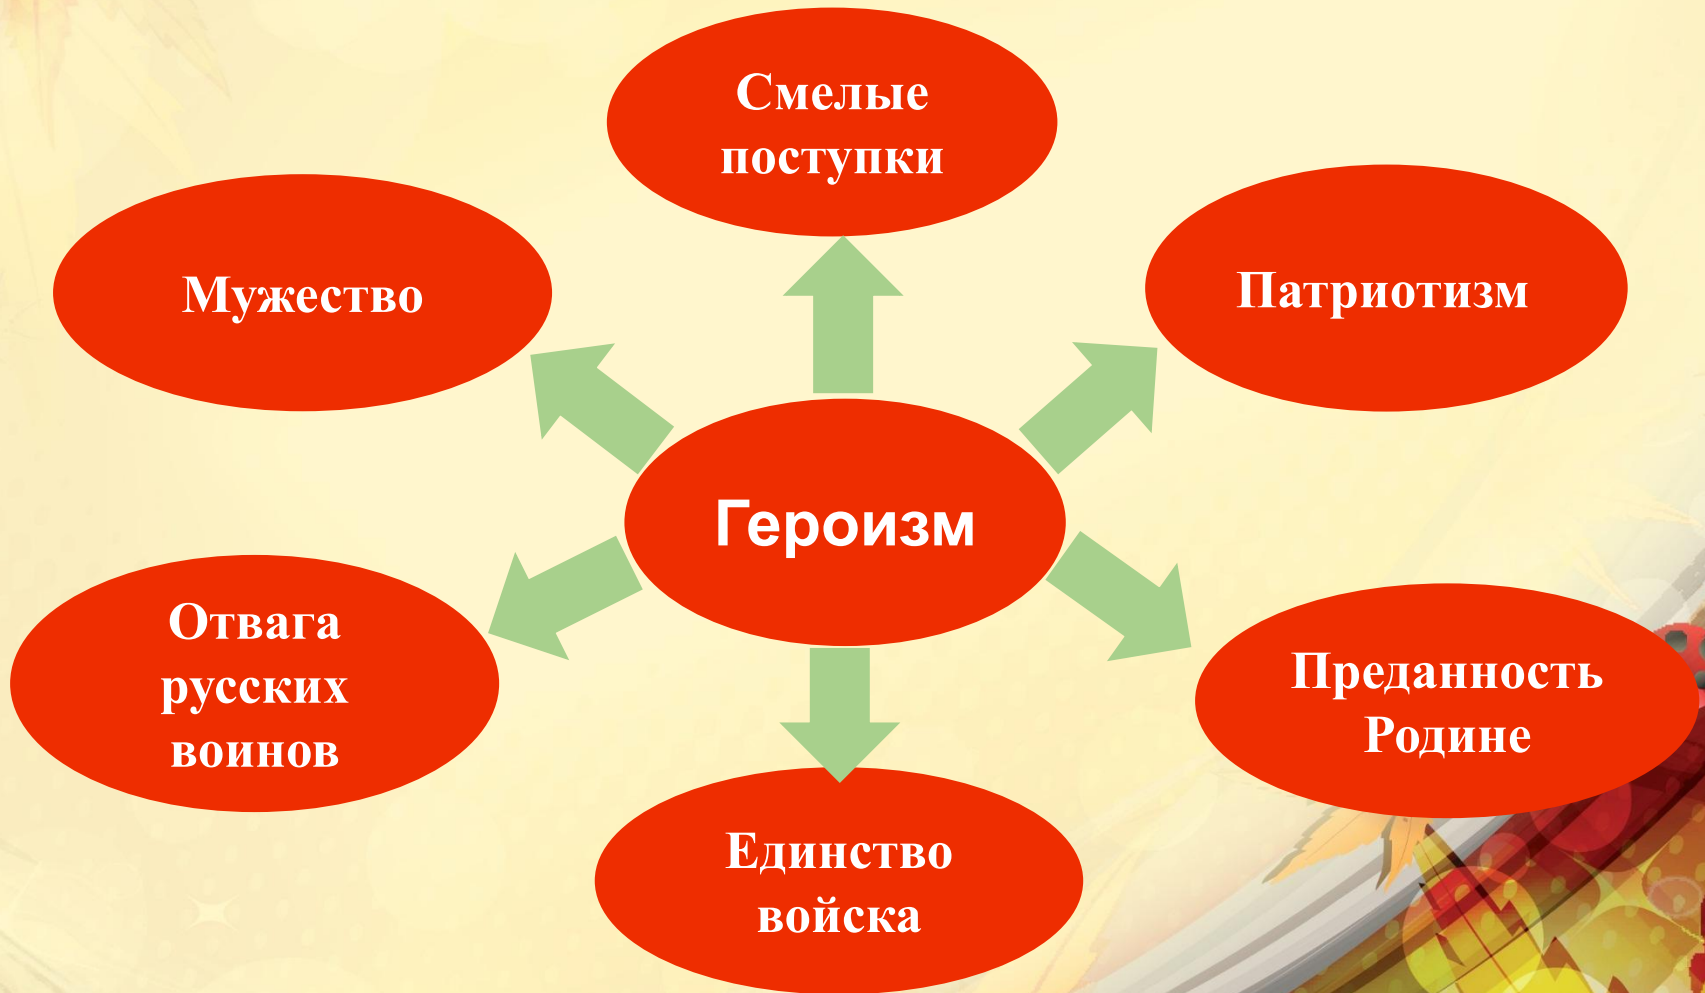 Смелые
поступки
Мужество
Патриотизм
Героизм
Отвага
русских
воинов
Преданность
Родине
Единство
войска